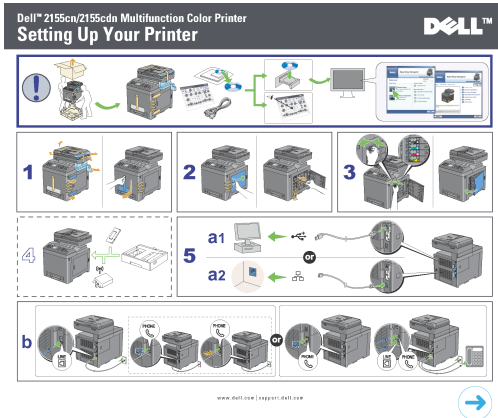 Dell™ 2155cn/2155cdn Multifunction Color Printer
Setting Up Your Printer
DELL™
1
2
3
4
5
a1
or
a2
b
PHONE
LINE
PHONE
or
PHONE
LINE
PHONE
www.dell.com | support.dell.com